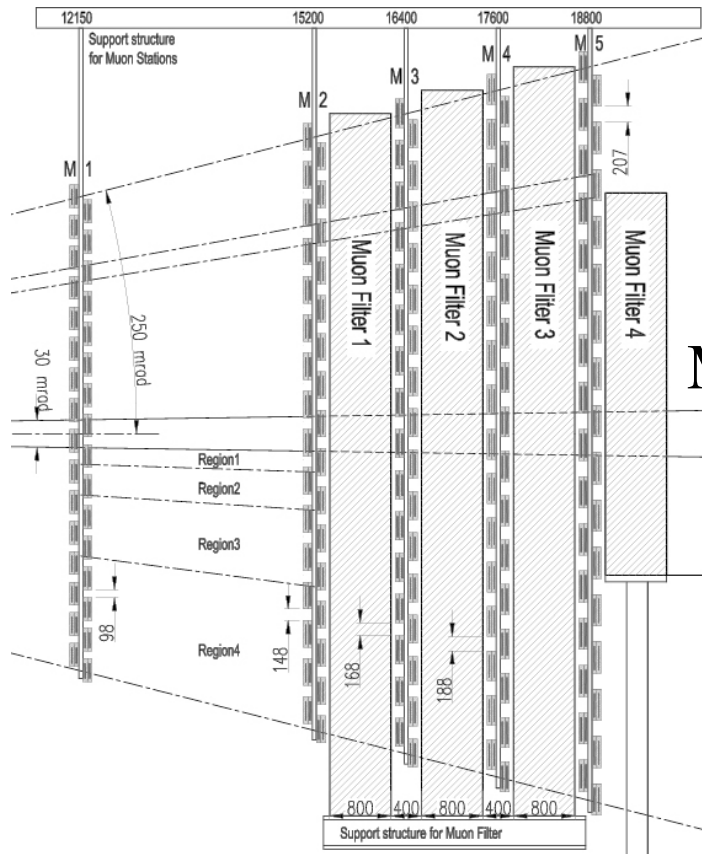 12150
15200
16400
17600
18800
Support structure
for Muon Stations
M 1
M 2
M 3
M 4
M 5
207
Muon Filter 1
Muon Filter 2
Muon Fliter 3
Muon Filter 4
250 mrad
30 mrad
Region1
Region2
Region3
Region4
98
148
168
188
800
400
800
400
800
Support structure for Muon Filter